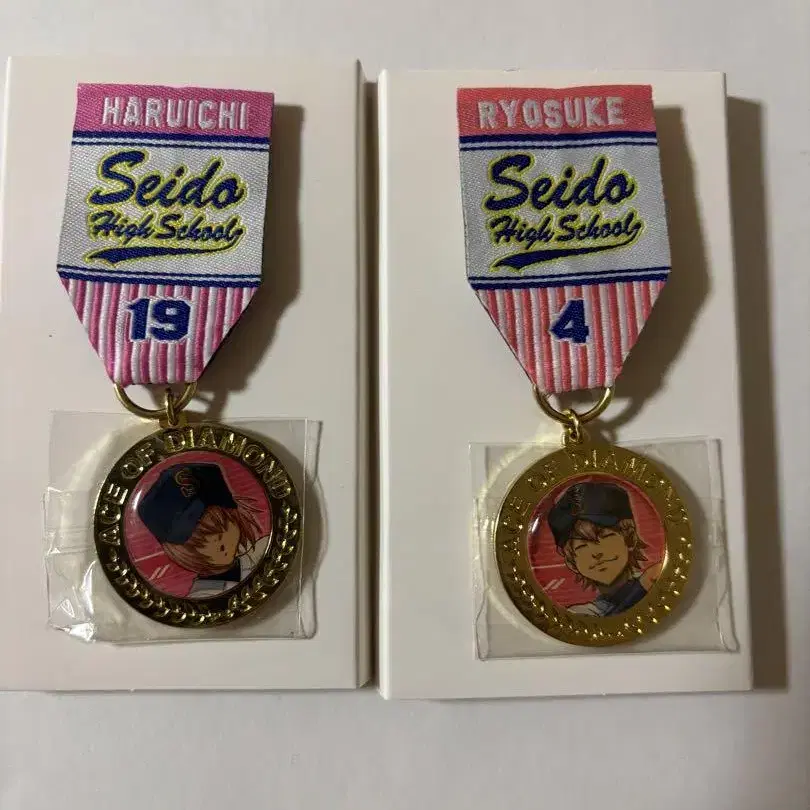 HARUICHI
Seido
High School
19
ACE OF DIAMOND
RYOSUKE
Seido
High School
4
ACE OF DIAMOND